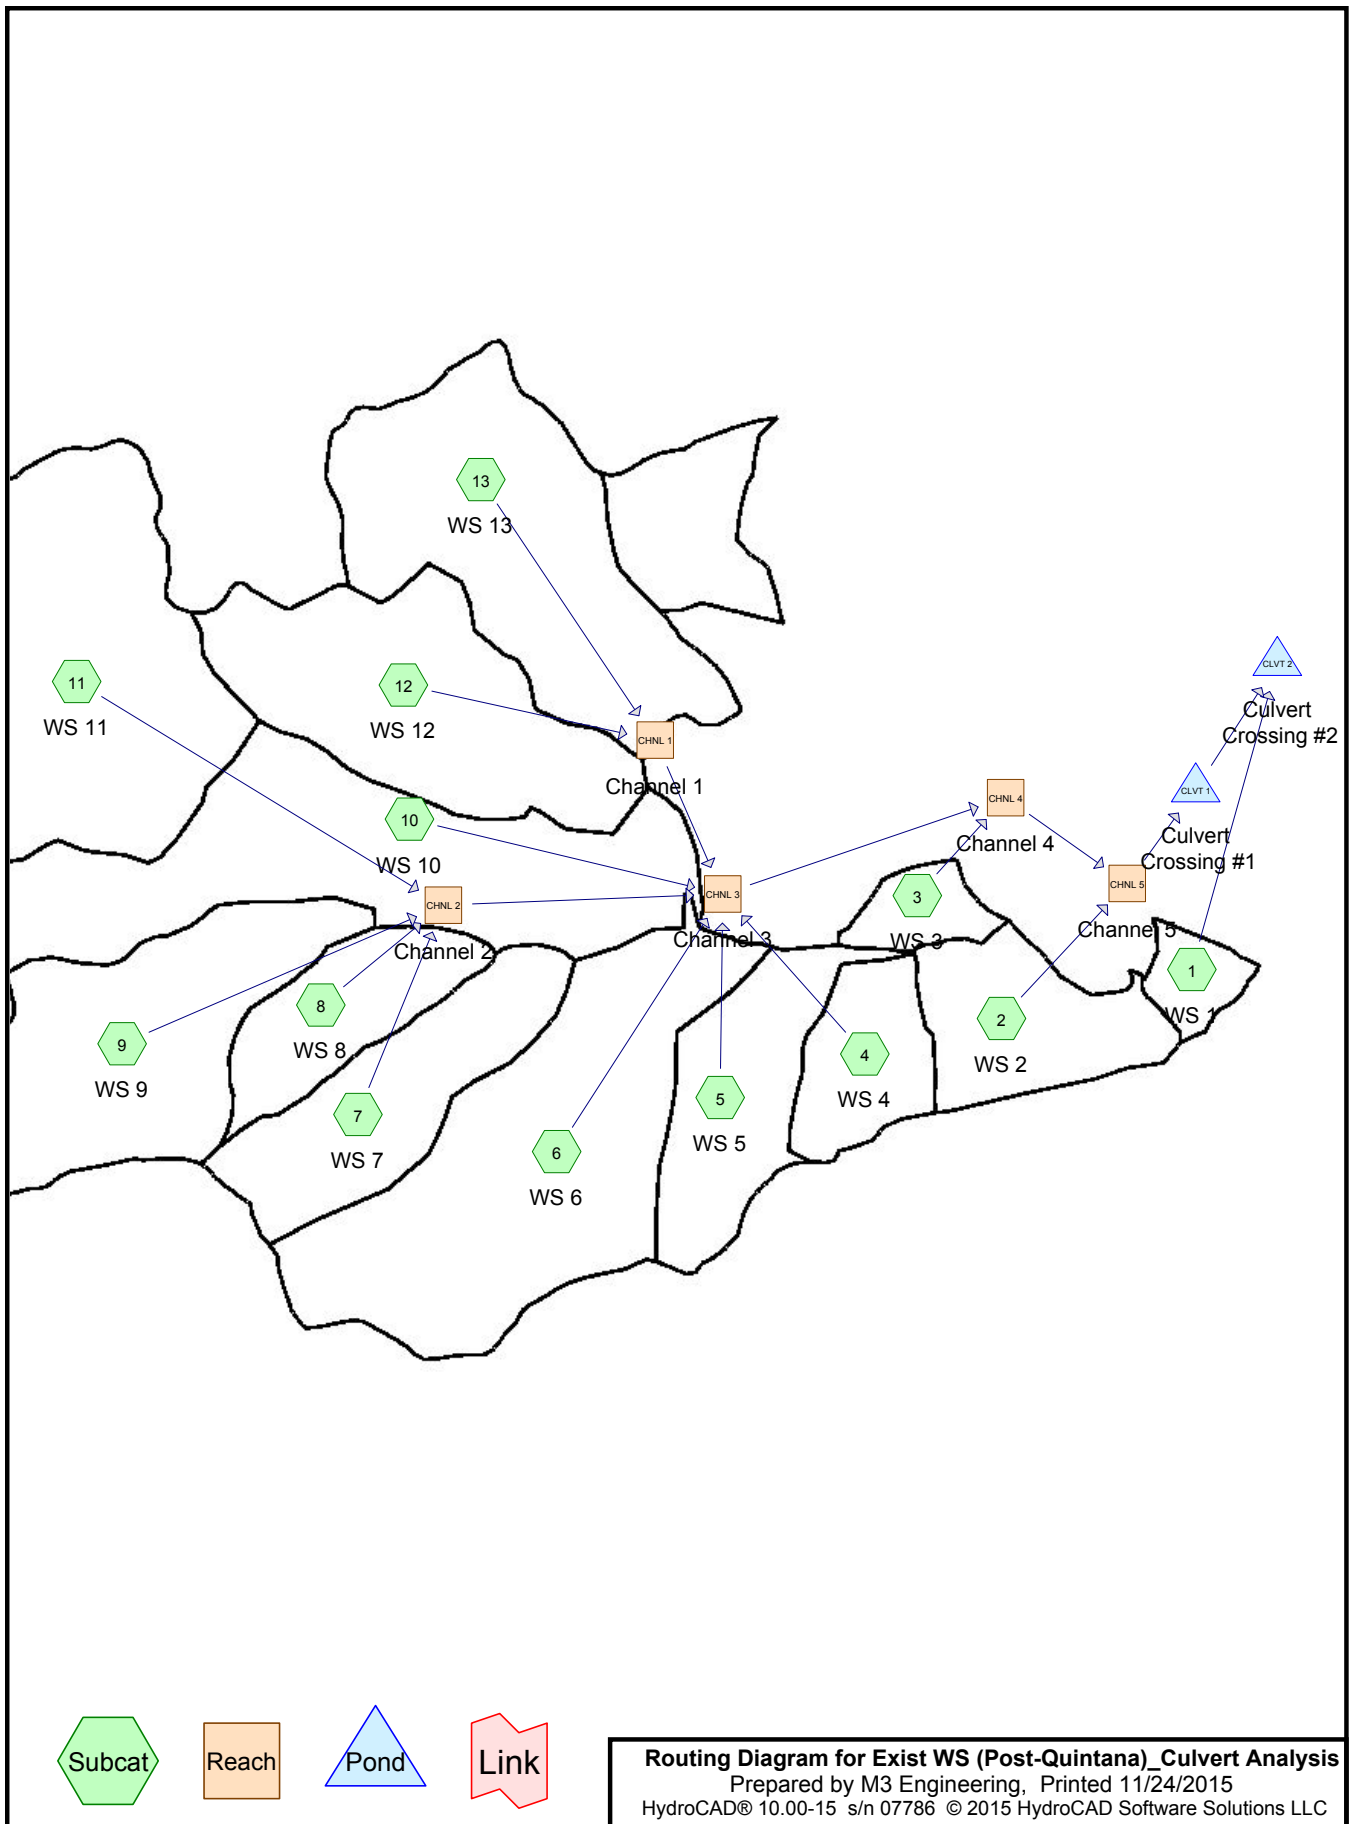 13
WS 13
11
WS 11
12
WS 12
CHNL 1
Channel 1
CLVT 2
Culvert
Crossing #2
CLVT 1
Culvert
Crossing #1
CHNL 4
Channel 4
10
WS 10
CHNL 2
Channel 2
CHNL 3
Channel 3
3
WS 3
CHNL 5
Channel 5
1
WS 1
2
WS 2
8
WS 8
9
WS 9
4
WS 4
5
WS 5
7
WS 7
6
WS 6
Subcat
Reach
Pond
Link
Routing Diagram for Exist WS (Post-Quintana)_Culvert Analysis
Prepared by M3 Engineering, Printed 11/24/2015
HydroCAD® 10.00-15 s/n 07786 © 2015 HydroCAD Software Solutions LLC